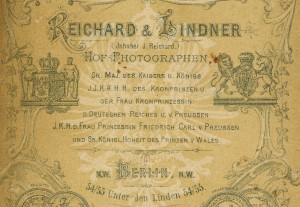 REICHARD & LINDNER
(Inhaber J. Reichard.)
HOF-PHOTOGRAPHEN
SR. MAJ. DES KAISERS U. KÖNIGS
J.J.K.K.H.H. DES KRONPRINZEN U.
DER FRAU KRONPRINZESSIN
D. DEUTSCHEN REICHES U. V. PREUSSEN
J.K.H. D. FRAU PRINZESSIN FRIEDRICH CARL V. PREUSSEN
UND SR. KÖNIGL. HOHEIT DES PRINZEN V. WALES.
N.W. BERLIN, N.W.
54/55 Unter den Linden 54/55.